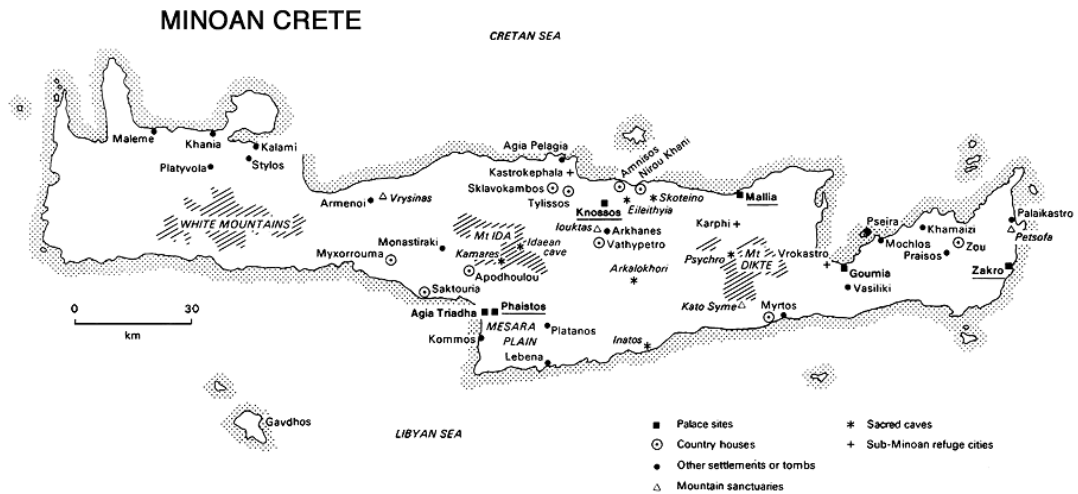 MINOAN CRETE
CRETAN SEA
Maleme
Khania
Kalami
Stylos
Platyvola
WHITE MOUNTAINS
Armenoi
Vrysinas
Agia Pelagia
Kastrokephala
Sklavokambos
Tylissos
Amnisos
Nirou Khani
Skoteino
Eileithyia
Knossos
Mallia
Iouktas
Arkhanes
Vathypetro
Karphi
Monastiraki
Mt IDA
Idaean
cave
Kamares
Myxorrouma
Apodhoulou
Saktouria
Arkalokhori
Psychro
Mt
DIKTE
Vrokastro
Pseira
Mochlos
Khamaizi
Praisos
Zou
Palaikastro
Petsofa
Zakro
Goumia
Vasiliki
Kato Syme
Myrtos
Agia Triadha
Phaistos
MESARA
PLAIN
Platanos
Kommos
Lebena
Inatos
0 30
km
Gavdhos
LIBYAN SEA
Palace sites
Country houses
Other settlements or tombs
Mountain sanctuaries
Sacred caves
Sub-Minoan refuge cities